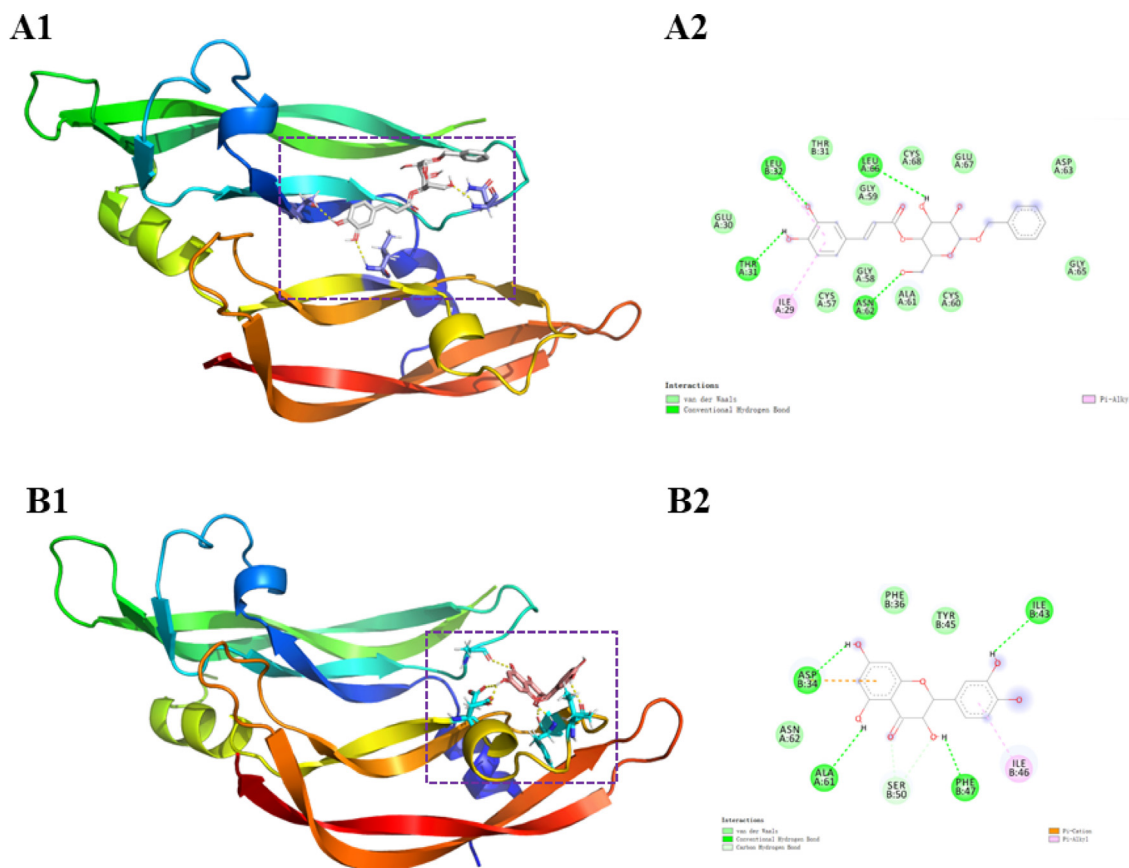 A1
A2
THR
B:31
LEU
B:32
LEU
A:66
CYS
A:68
GLU
A:67
ASP
A:63
GLY
A:59
GLU
A:30
THR
A:31
ILE
A:29
CYS
A:57
GLY
A:58
ASN
A:62
ALA
A:61
CYS
A:60
GLY
A:65
Interactions
van der Waals
Conventional Hydrogen Bond
Pi-Alky
B1
B2
PHE
B:36
TYR
B:45
ILE
B:43
ASP
B:34
ASN
A:62
ALA
A:61
SER
B:50
PHE
B:47
ILE
B:46
Interactions
van der Waals
Conventional Hydrogen Bond
Carbon Hydrogen Bond
Pi-Cation
Pi-Alkyl